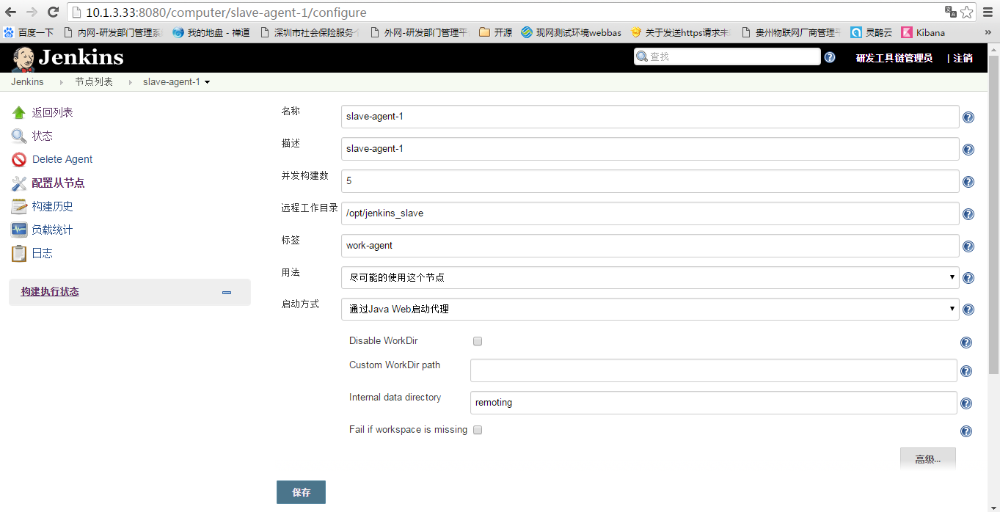 10.1.3.33:8080/computer/slave-agent-1/configure
百度一下 内网-研发部门管理系 我的地盘 - 禅道 深圳市社会保险服务 外网-研发部门管理平 开源 现网测试环境webbas 关于发送https请求未 贵州物联网厂商管理平 灵鹊云 Kibana »
Jenkins 查找 研发工具链管理员 | 注销
Jenkins 节点列表 slave-agent-1
返回列表
状态
Delete Agent
配置从节点
构建历史
负载统计
日志
构建执行状态
名称 slave-agent-1
描述 slave-agent-1
并发构建数 5
远程工作目录 /opt/jenkins_slave
标签 work-agent
用法 尽可能的使用这个节点
启动方式 通过Java Web启动代理
Disable WorkDir
Custom WorkDir path
Internal data directory remoting
Fail if workspace is missing
高级...
保存